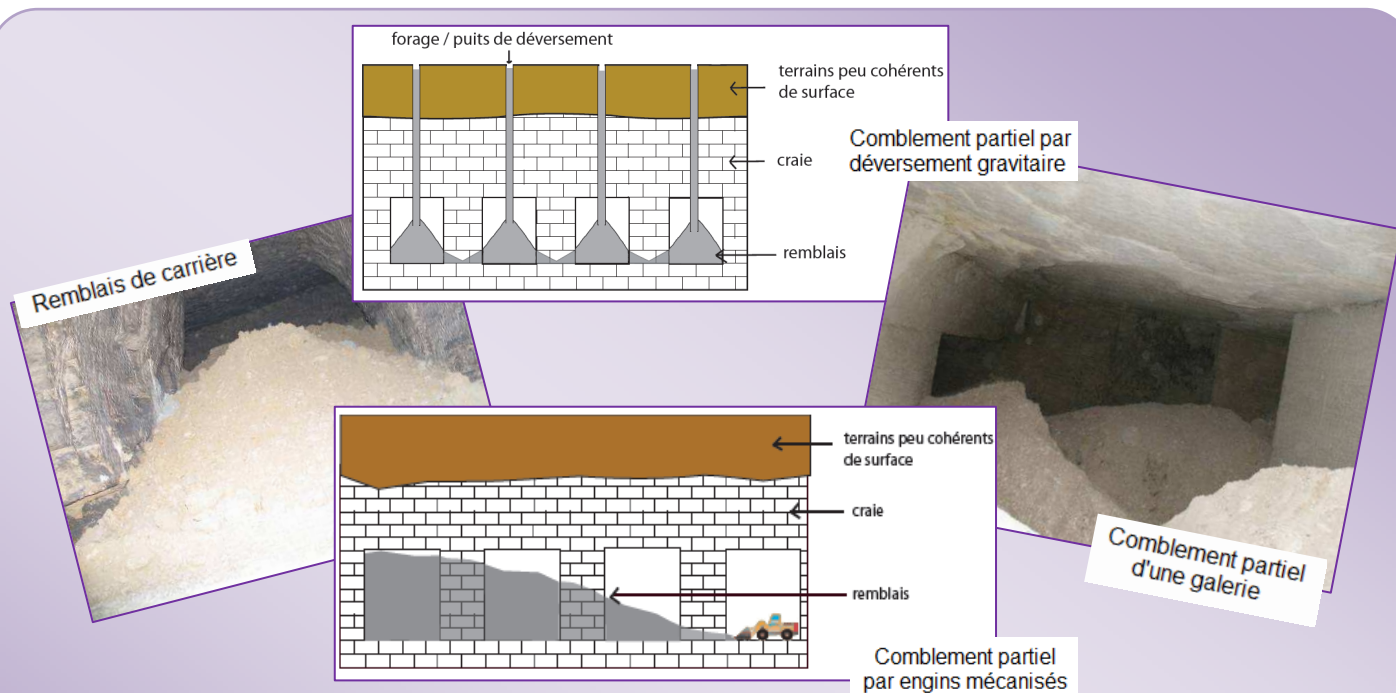 forage / puits de déversement
terrains peu cohérents
de surface
craie
remblais
Comblement partiel par
déversement gravitaire
Remblais de carrière
terrains peu cohérents
de surface
craie
remblais
Comblement partiel
par engins mécanisés
Comblement partiel
d'une galerie